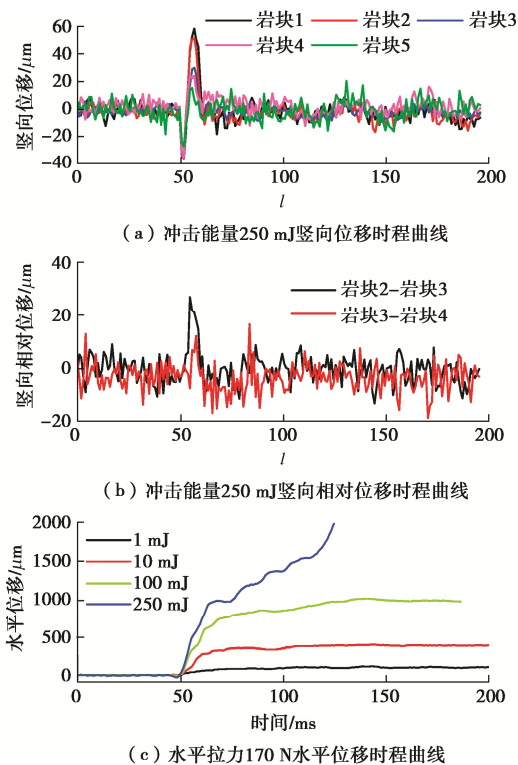 岩块1 岩块2 岩块3
岩块4 岩块5
竖向位移/μm
60
40
20
0
−20
−40
0 50 100 150 200
l
(a)冲击能量250 mJ竖向位移时程曲线
竖向相对位移/μm
40
20
0
−20
岩块2−岩块3
岩块3−岩块4
0 50 100 150 200
l
(b)冲击能量250 mJ竖向相对位移时程曲线
水平位移/μm
2000
1500
1000
500
0
1 mJ
10 mJ
100 mJ
250 mJ
0 50 100 150 200
时间/ms
(c)水平拉力170 N水平位移时程曲线